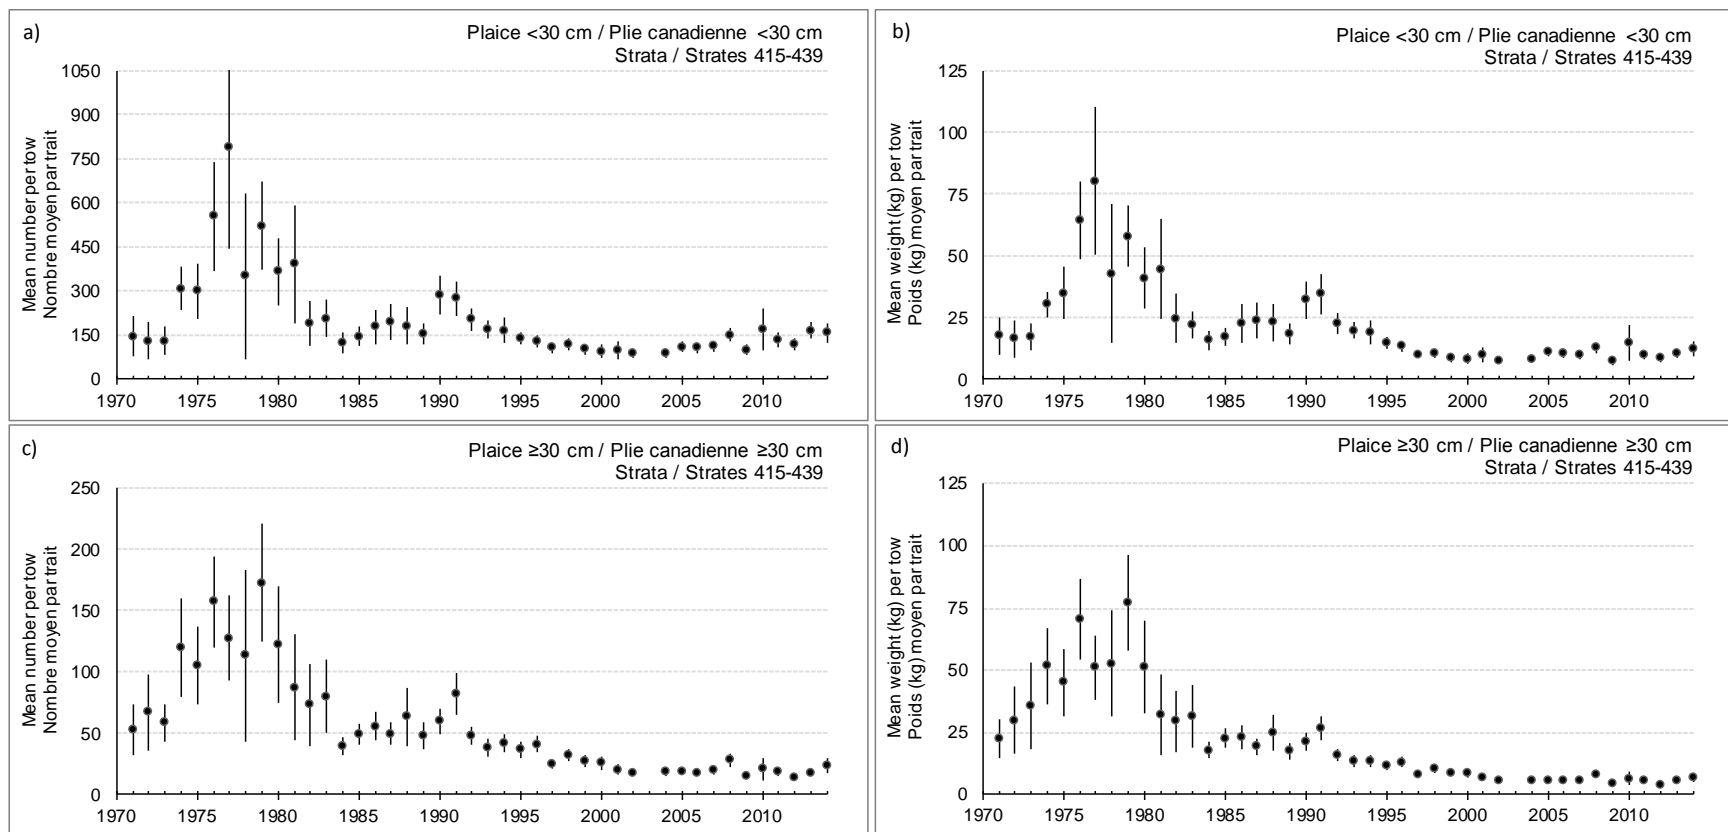 a)
Plaice <30 cm / Plie canadienne <30 cm
Strata / Strates 415-439
Mean number per tow
Nombre moyen par trait
1050
900
750
600
450
300
150
0
1970 1975 1980 1985 1990 1995 2000 2005 2010
b)
Plaice <30 cm / Plie canadienne <30 cm
Strata / Strates 415-439
Mean weight (kg) per tow
Poids (kg) moyen par trait
125
100
75
50
25
0
1970 1975 1980 1985 1990 1995 2000 2005 2010
c)
Plaice ≥30 cm / Plie canadienne ≥30 cm
Strata / Strates 415-439
Mean number per tow
Nombre moyen par trait
250
200
150
100
50
0
1970 1975 1980 1985 1990 1995 2000 2005 2010
d)
Plaice ≥30 cm / Plie canadienne ≥30 cm
Strata / Strates 415-439
Mean weight (kg) per tow
Poids (kg) moyen par trait
125
100
75
50
25
0
1970 1975 1980 1985 1990 1995 2000 2005 2010